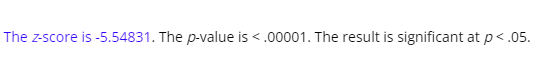 The z-score is -5.54831. The p-value is < .00001. The result is significant at p < .05.